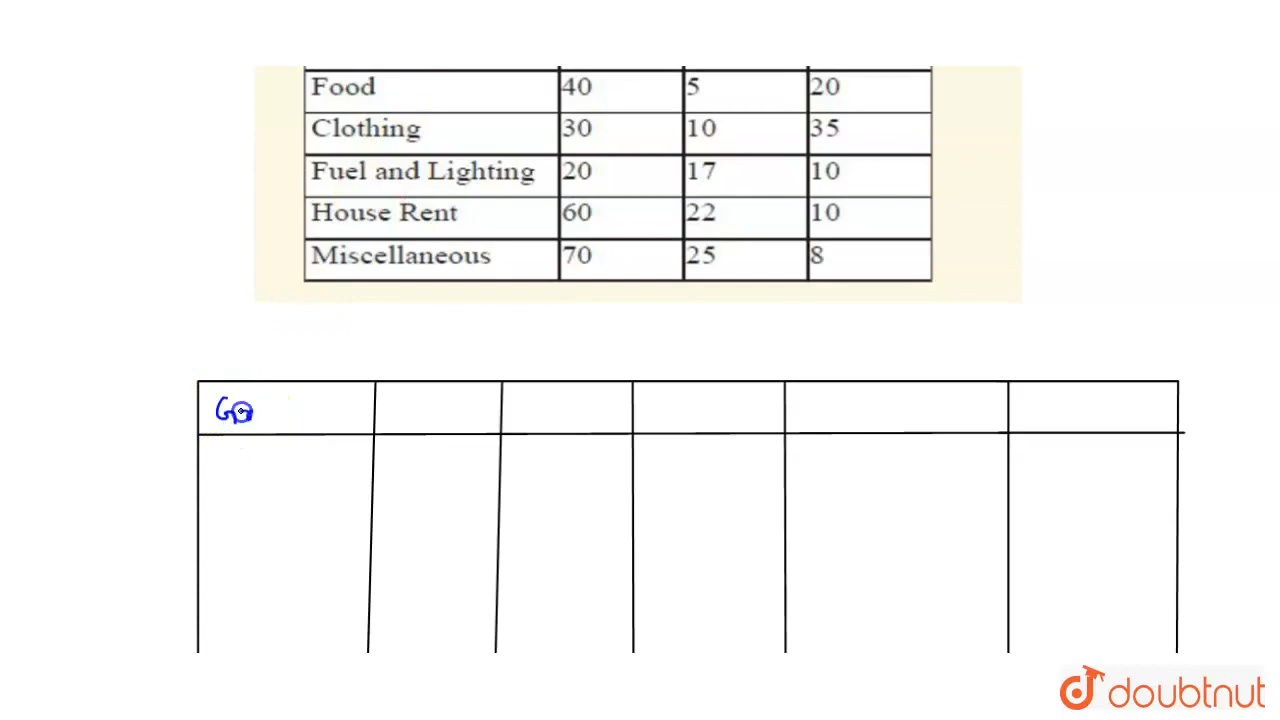 Food 40 5 20
Clothing 30 10 35
Fuel and Lighting 20 17 10
House Rent 60 22 10
Miscellaneous 70 25 8
doubtnut